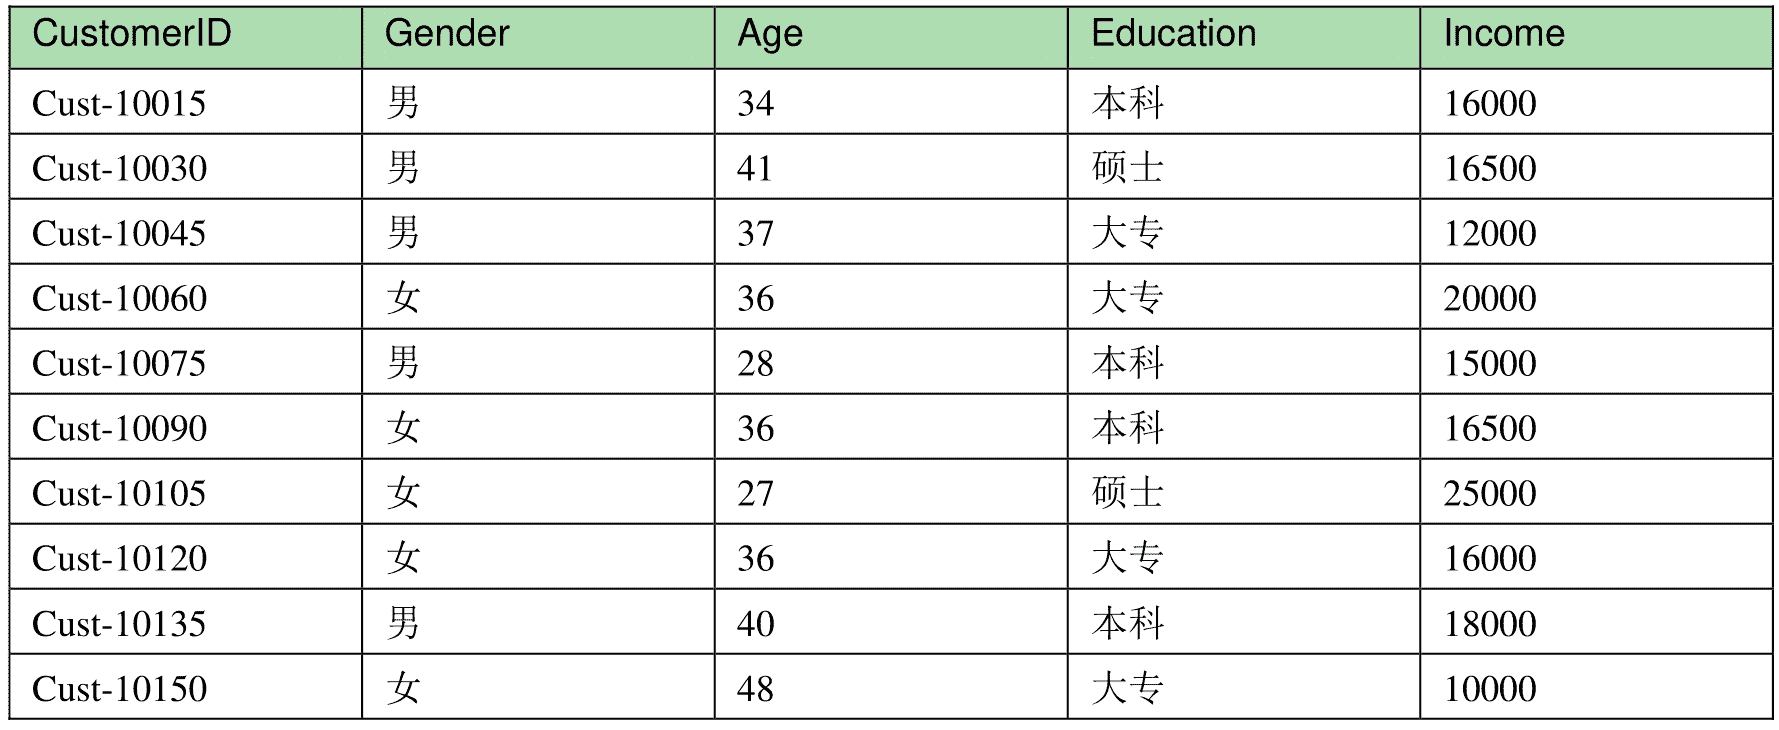 CustomerID Gender Age Education Income
Cust-10015 男 34 本科 16000
Cust-10030 男 41 硕士 16500
Cust-10045 男 37 大专 12000
Cust-10060 女 36 大专 20000
Cust-10075 男 28 本科 15000
Cust-10090 女 36 本科 16500
Cust-10105 女 27 硕士 25000
Cust-10120 女 36 大专 16000
Cust-10135 男 40 本科 18000
Cust-10150 女 48 大专 10000